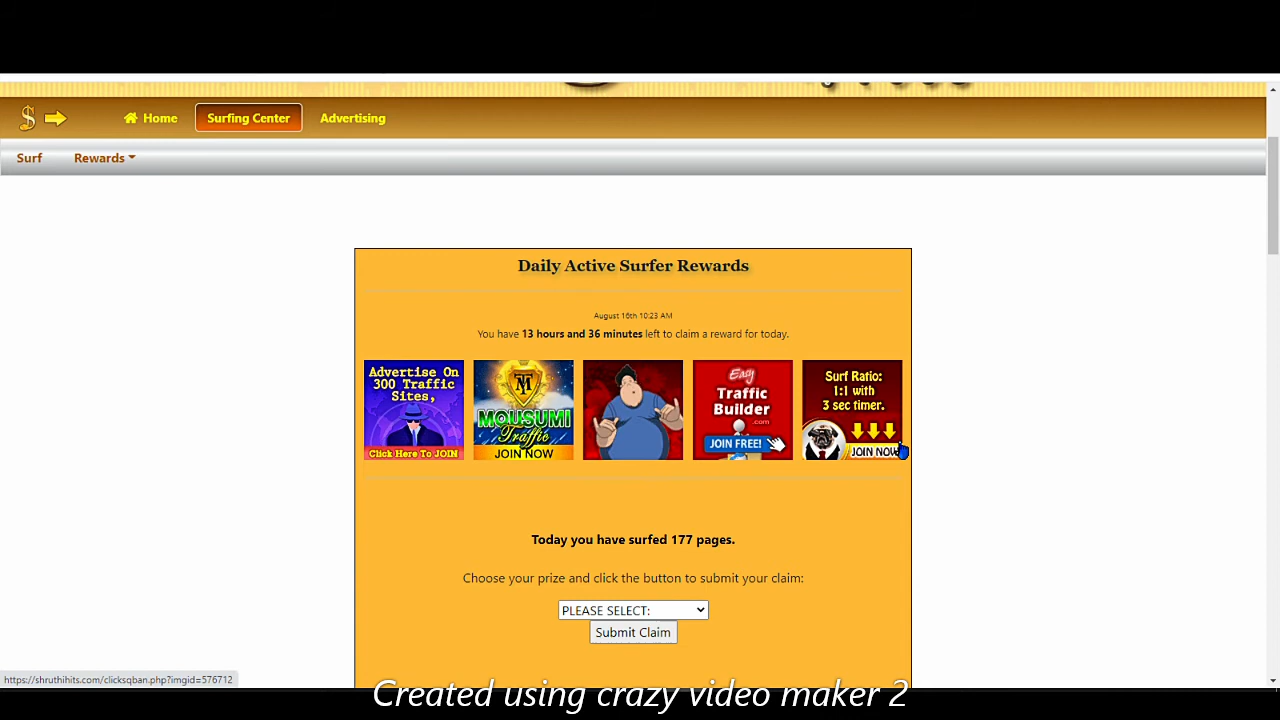 Home
Surfing Center
Advertising
Surf
Rewards
Daily Active Surfer Rewards
August 16th 10:23 AM
You have 13 hours and 36 minutes left to claim a reward for today.
Advertise On
300 Traffic
Sites,
Click Here To JOIN
MT
MOUSUMI
Traffic
JOIN NOW
Easy
Traffic
Builder
.com
JOIN FREE!
Surf Ratio:
1:1 with
3 sec timer.
JOIN NOW
Today you have surfed 177 pages.
Choose your prize and click the button to submit your claim:
PLEASE SELECT:
Submit Claim
https://shruthihits.com/clicksqban.php?imgid=576712
Created using crazy video maker 2